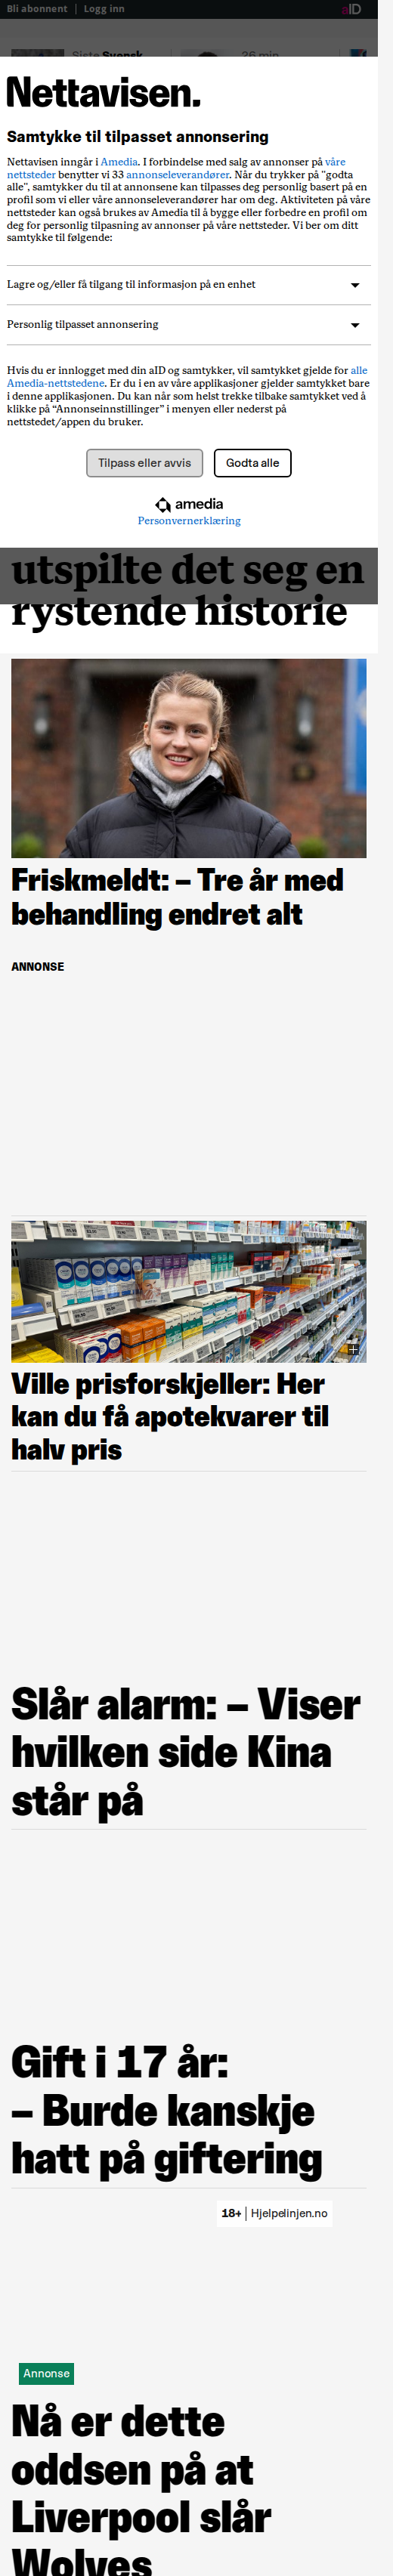 Bli abonnent | Logg inn
aID
Siste Svensk
26 min
Nettavisen.
Samtykke til tilpasset annonsering
Nettavisen inngår i Amedia. I forbindelse med salg av annonser på våre
nettsteder benytter vi 33 annonseleverandører. Når du trykker på "godta
alle", samtykker du til at annonsene kan tilpasses deg personlig basert på en
profil som vi eller våre annonseleverandører har om deg. Aktiviteten på våre
nettsteder kan også brukes av Amedia til å bygge eller forbedre en profil om
deg for personlig tilpasning av annonser på våre nettsteder. Vi ber om ditt
samtykke til følgende:
Lagre og/eller få tilgang til informasjon på en enhet
Personlig tilpasset annonsering
Hvis du er innlogget med din aID og samtykker, vil samtykket gjelde for alle
Amedia-nettstedene. Er du i en av våre applikasjoner gjelder samtykket bare
i denne applikasjonen. Du kan når som helst trekke tilbake samtykket ved å
klikke på “Annonseinnstillinger” i menyen eller nederst på
nettstedet/appen du bruker.
Tilpass eller avvis
Godta alle
amedia
Personvernerklæring
utspilte det seg en
rystende historie
Friskmeldt: – Tre år med
behandling endret alt
ANNONSE
Ville prisforskjeller: Her
kan du få apotekvarer til
halv pris
Slår alarm: – Viser
hvilken side Kina
står på
Gift i 17 år:
– Burde kanskje
hatt på giftering
18+ | Hjelpelinjen.no
Annonse
Nå er dette
oddsen på at
Liverpool slår
Wolves